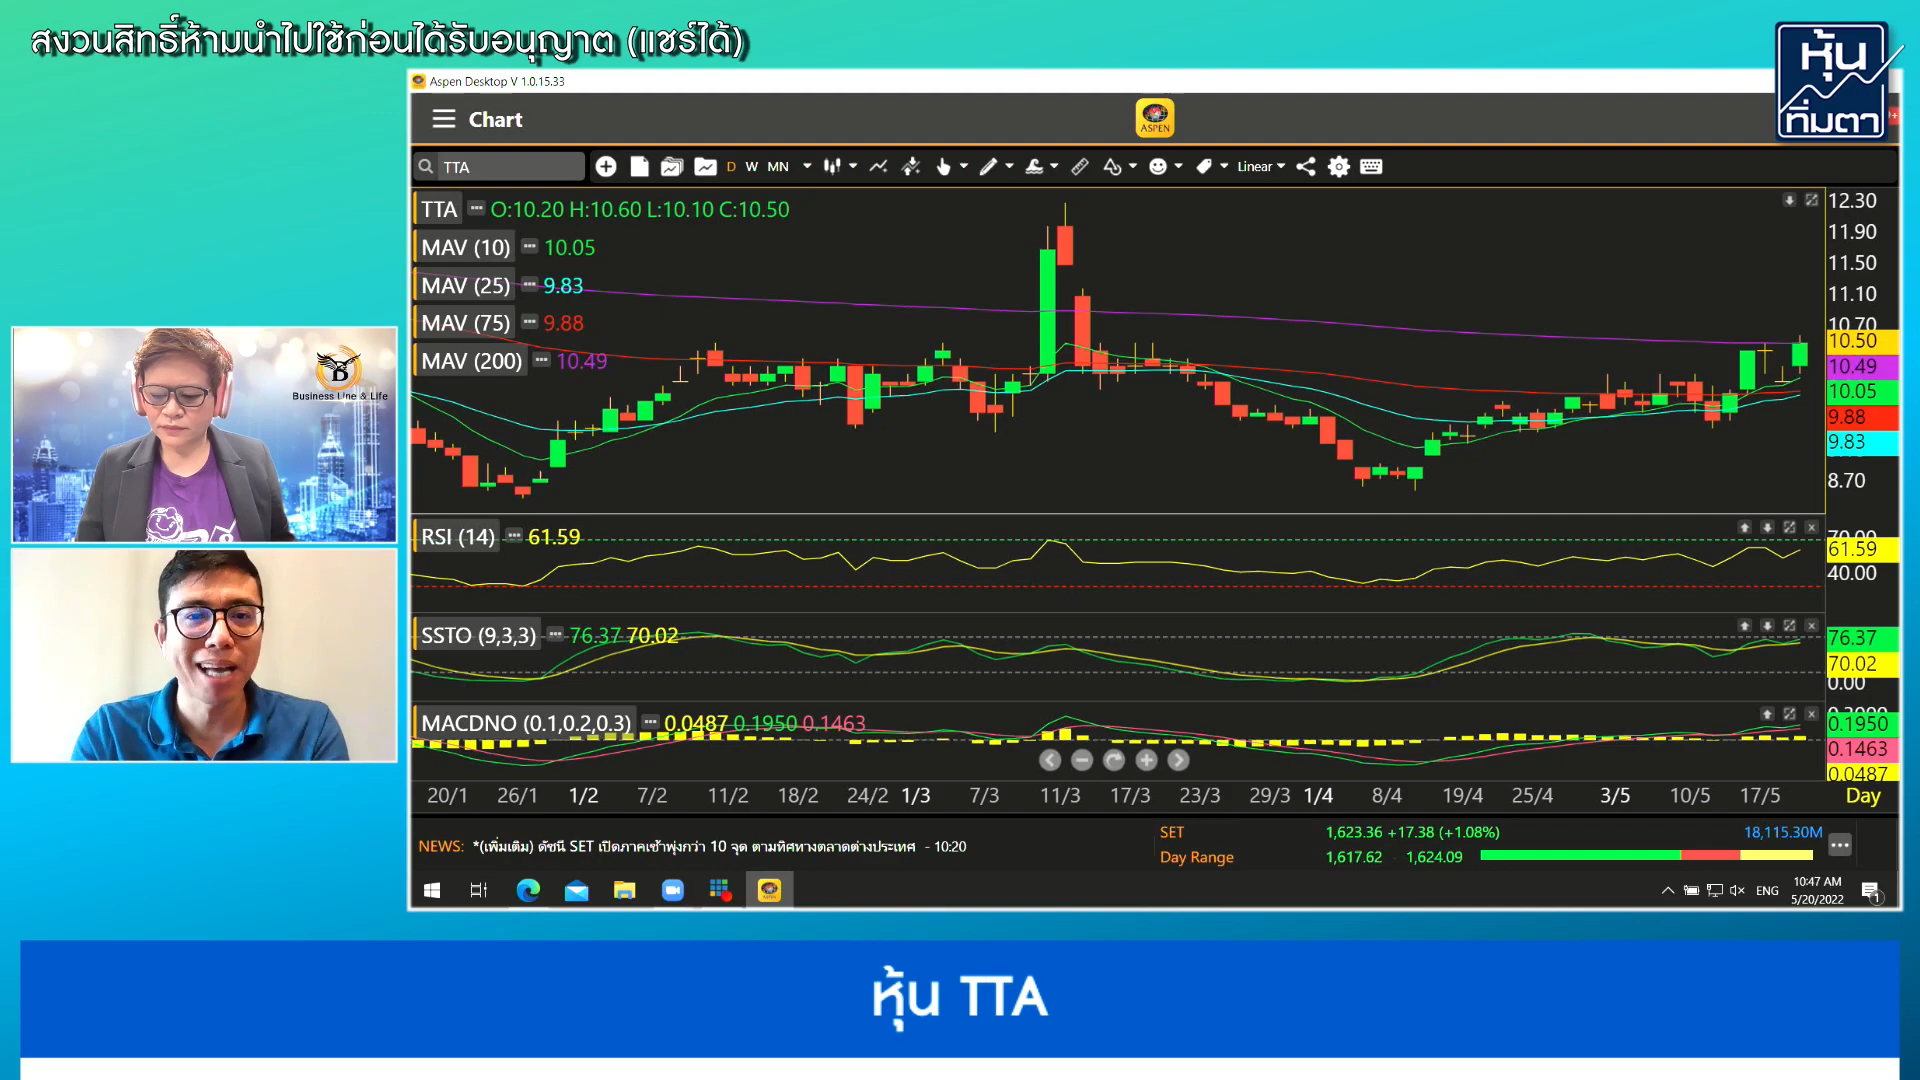 สงวนสิทธิ์ห้ามนำไปใช้ก่อนได้รับอนุญาต (แชร์ได้)
หุ้น
ทิ่มตา
Aspen Desktop V 1.0.15.33
Chart
ASPEN
TTA
D W MN
Linear
TTA O:10.20 H:10.60 L:10.10 C:10.50
MAV (10) 10.05
MAV (25) 9.83
MAV (75) 9.88
MAV (200) 10.49
12.30
11.90
11.50
11.10
10.70
10.50
10.49
10.05
9.88
9.83
8.70
Business Line & Life
RSI (14) 61.59
70.00
61.59
40.00
SSTO (9,3,3) 76.37 70.02
76.37
70.02
0.00
MACDNO (0.1,0.2,0.3) 0.0487 0.1950 0.1463
0.1950
0.1463
0.0487
20/1 26/1 1/2 7/2 11/2 18/2 24/2 1/3 7/3 11/3 17/3 23/3 29/3 1/4 8/4 19/4 25/4 3/5 10/5 17/5 Day
NEWS: *(เพิ่มเติม) ดัชนี SET เปิดภาคเช้าพุ่งกว่า 10 จุด ตามทิศทางตลาดต่างประเทศ - 10:20
SET 1,623.36 +17.38 (+1.08%) 18,115.30M
Day Range 1,617.62 - 1,624.09
ENG
10:47 AM
5/20/2022
1
หุ้น TTA